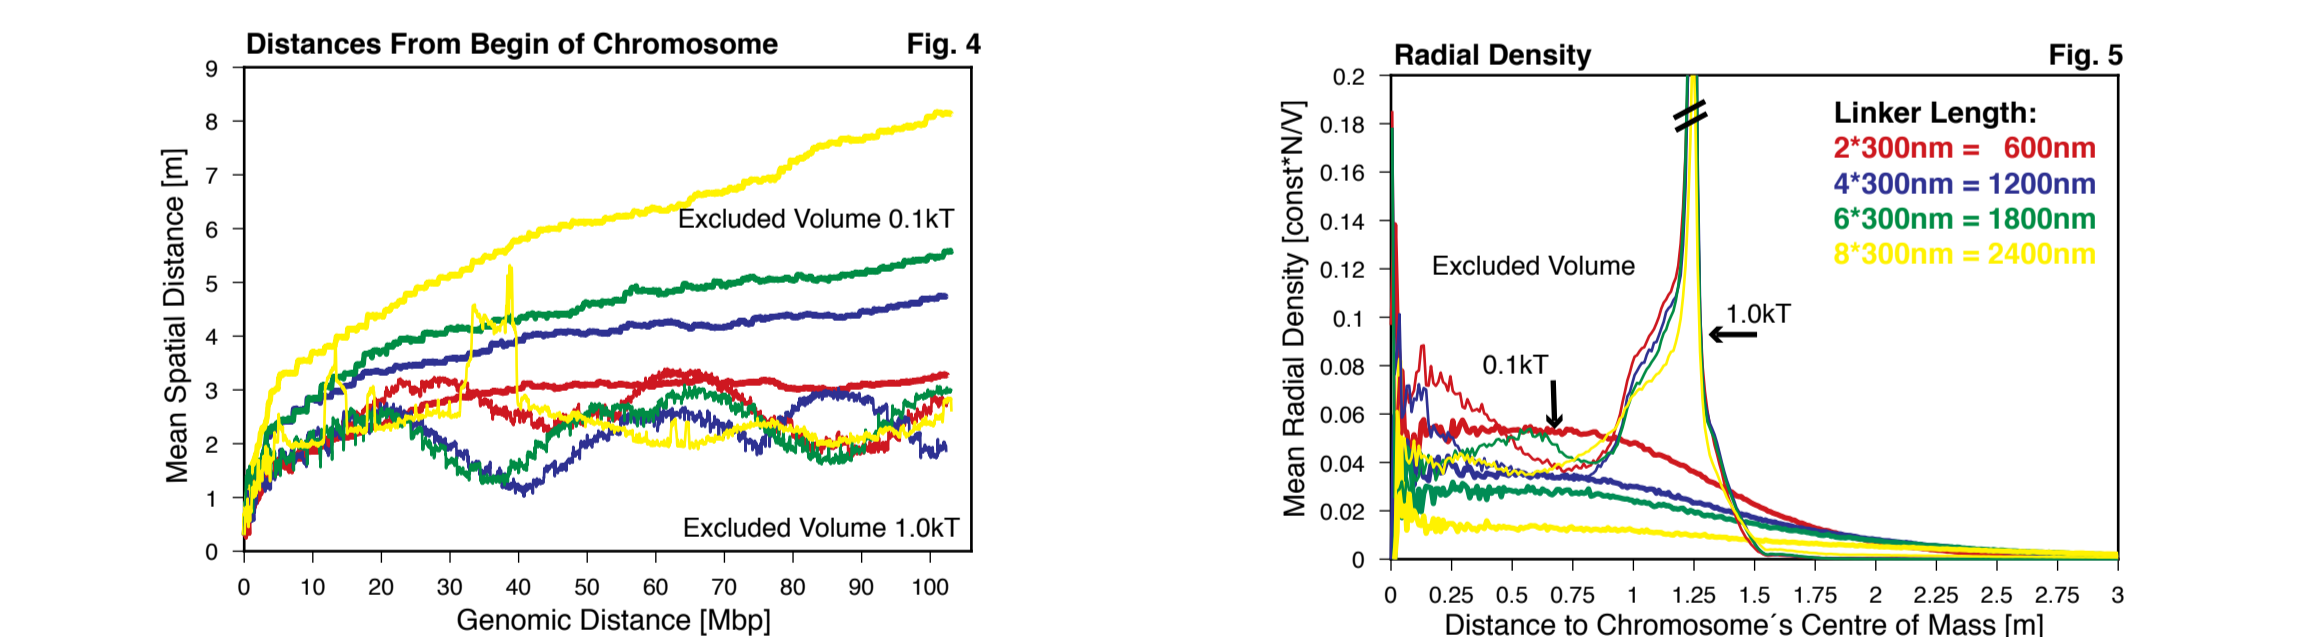 Distances From Begin of Chromosome Fig. 4
9
8
7
6
5
4
3
2
1
0
Mean Spatial Distance [m]
Excluded Volume 0.1kT
Excluded Volume 1.0kT
0 10 20 30 40 50 60 70 80 90 100
Genomic Distance [Mbp]
Radial Density Fig. 5
0.2
0.18
0.16
0.14
0.12
0.1
0.08
0.06
0.04
0.02
0
Mean Radial Density [const*N/V]
Linker Length:
2*300nm = 600nm
4*300nm = 1200nm
6*300nm = 1800nm
8*300nm = 2400nm
Excluded Volume
1.0kT
0.1kT
0 0.25 0.5 0.75 1 1.25 1.5 1.75 2 2.25 2.5 2.75 3
Distance to Chromosome´s Centre of Mass [m]